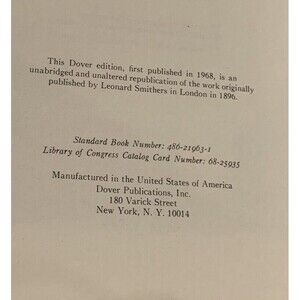 This Dover edition, first published in 1968, is an
unabridged and unaltered republication of the work originally
published by Leonard Smithers in London in 1896.
Standard Book Number: 486-21963-1
Library of Congress Catalog Card Number: 68-25935
Manufactured in the United States of America
Dover Publications, Inc.
180 Varick Street
New York, N. Y. 10014